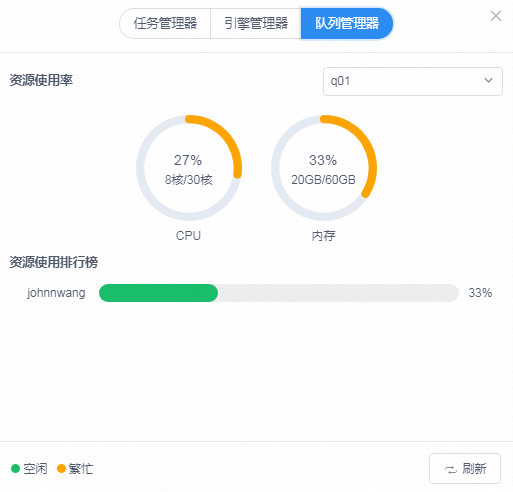 任务管理器 引擎管理器 队列管理器
资源使用率 q01
27% 33%
8核/30核 20GB/60GB
CPU 内存
资源使用排行榜
johnnwang 33%
空闲 繁忙 刷新